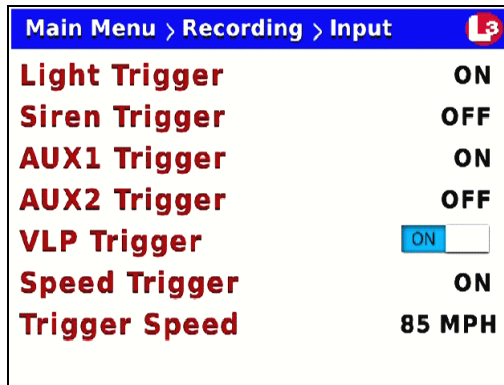 Main Menu > Recording > Input L3
Light Trigger ON
Siren Trigger OFF
AUX1 Trigger ON
AUX2 Trigger OFF
VLP Trigger ON
Speed Trigger ON
Trigger Speed 85 MPH